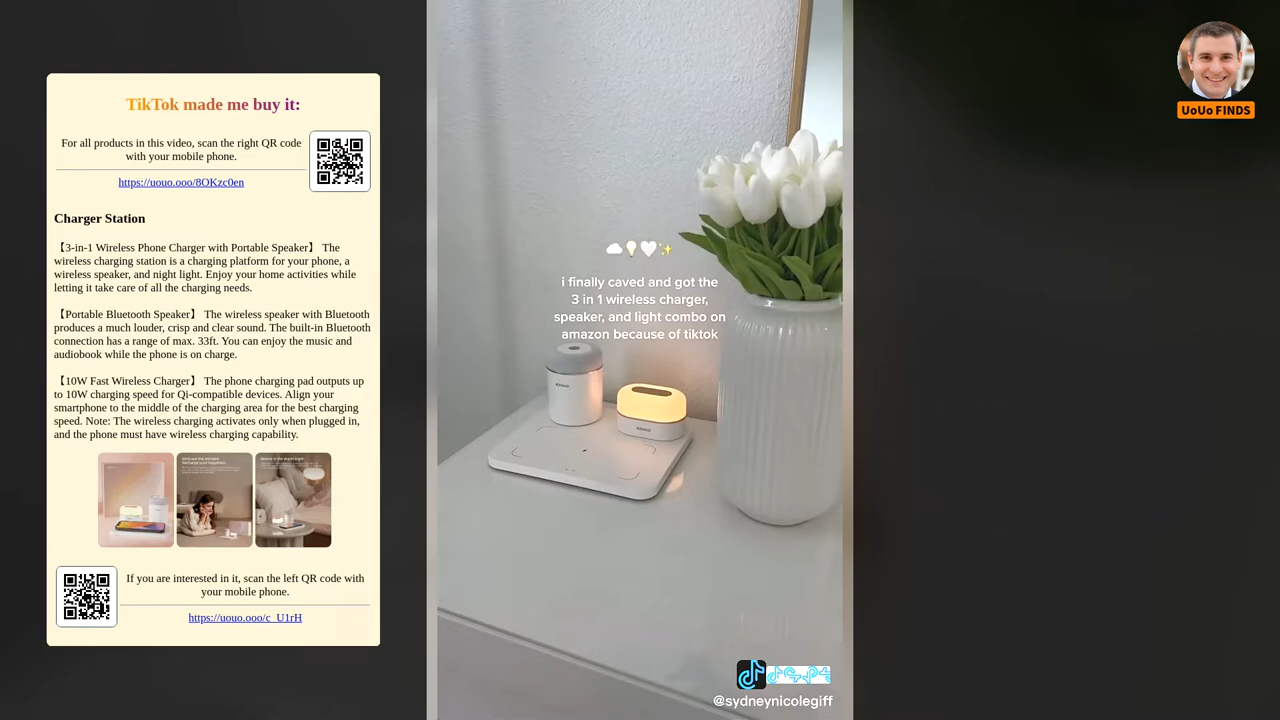 TikTok made me buy it:
For all products in this video, scan the right QR code
with your mobile phone.
https://uouo.ooo/8OKzc0en
Charger Station
【3-in-1 Wireless Phone Charger with Portable Speaker】 The
wireless charging station is a charging platform for your phone, a
wireless speaker, and night light. Enjoy your home activities while
letting it take care of all the charging needs.
【Portable Bluetooth Speaker】 The wireless speaker with Bluetooth
produces a much louder, crisp and clear sound. The built-in Bluetooth
connection has a range of max. 33ft. You can enjoy the music and
audiobook while the phone is on charge.
【10W Fast Wireless Charger】 The phone charging pad outputs up
to 10W charging speed for Qi-compatible devices. Align your
smartphone to the middle of the charging area for the best charging
speed. Note: The wireless charging activates only when plugged in,
and the phone must have wireless charging capability.
If you are interested in it, scan the left QR code with
your mobile phone.
https://uouo.ooo/c_U1rH
i finally caved and got the
3 in 1 wireless charger,
speaker, and light combo on
amazon because of tiktok
@sydneynicolegiff
UoUo FINDS